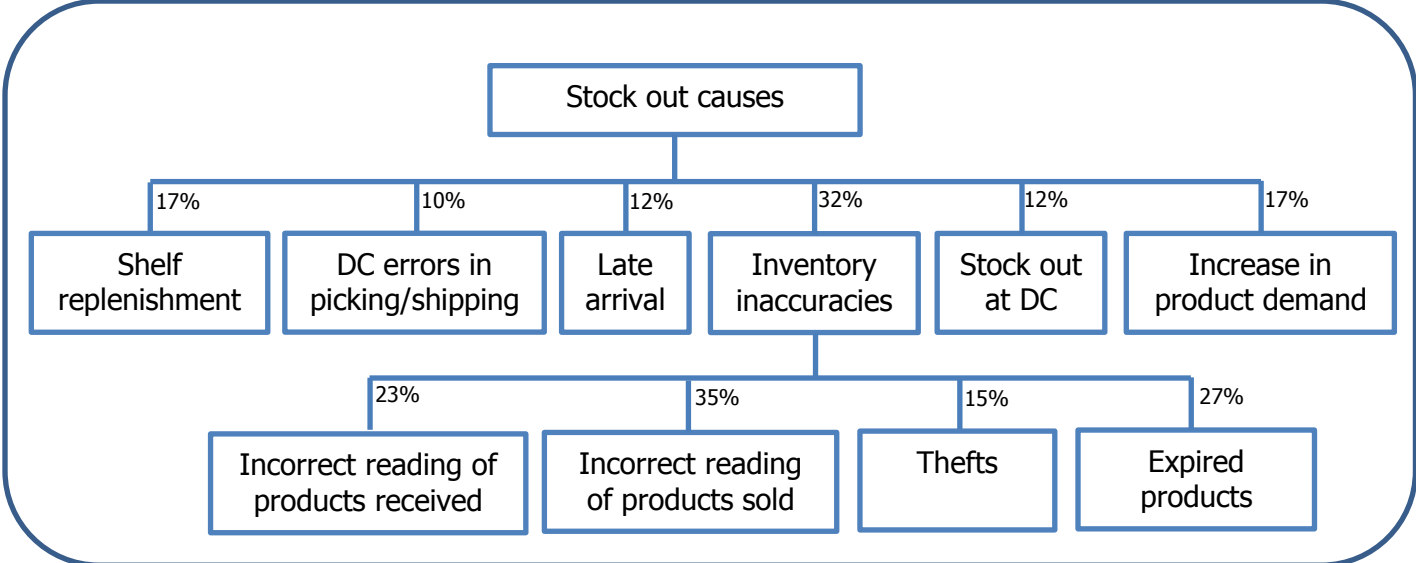 Stock out causes
17% 10% 12% 32% 12% 17%
Shelf
replenishment
DC errors in
picking/shipping
Late
arrival
Inventory
inaccuracies
Stock out
at DC
Increase in
product demand
23% 35% 15% 27%
Incorrect reading of
products received
Incorrect reading
of products sold
Thefts
Expired
products